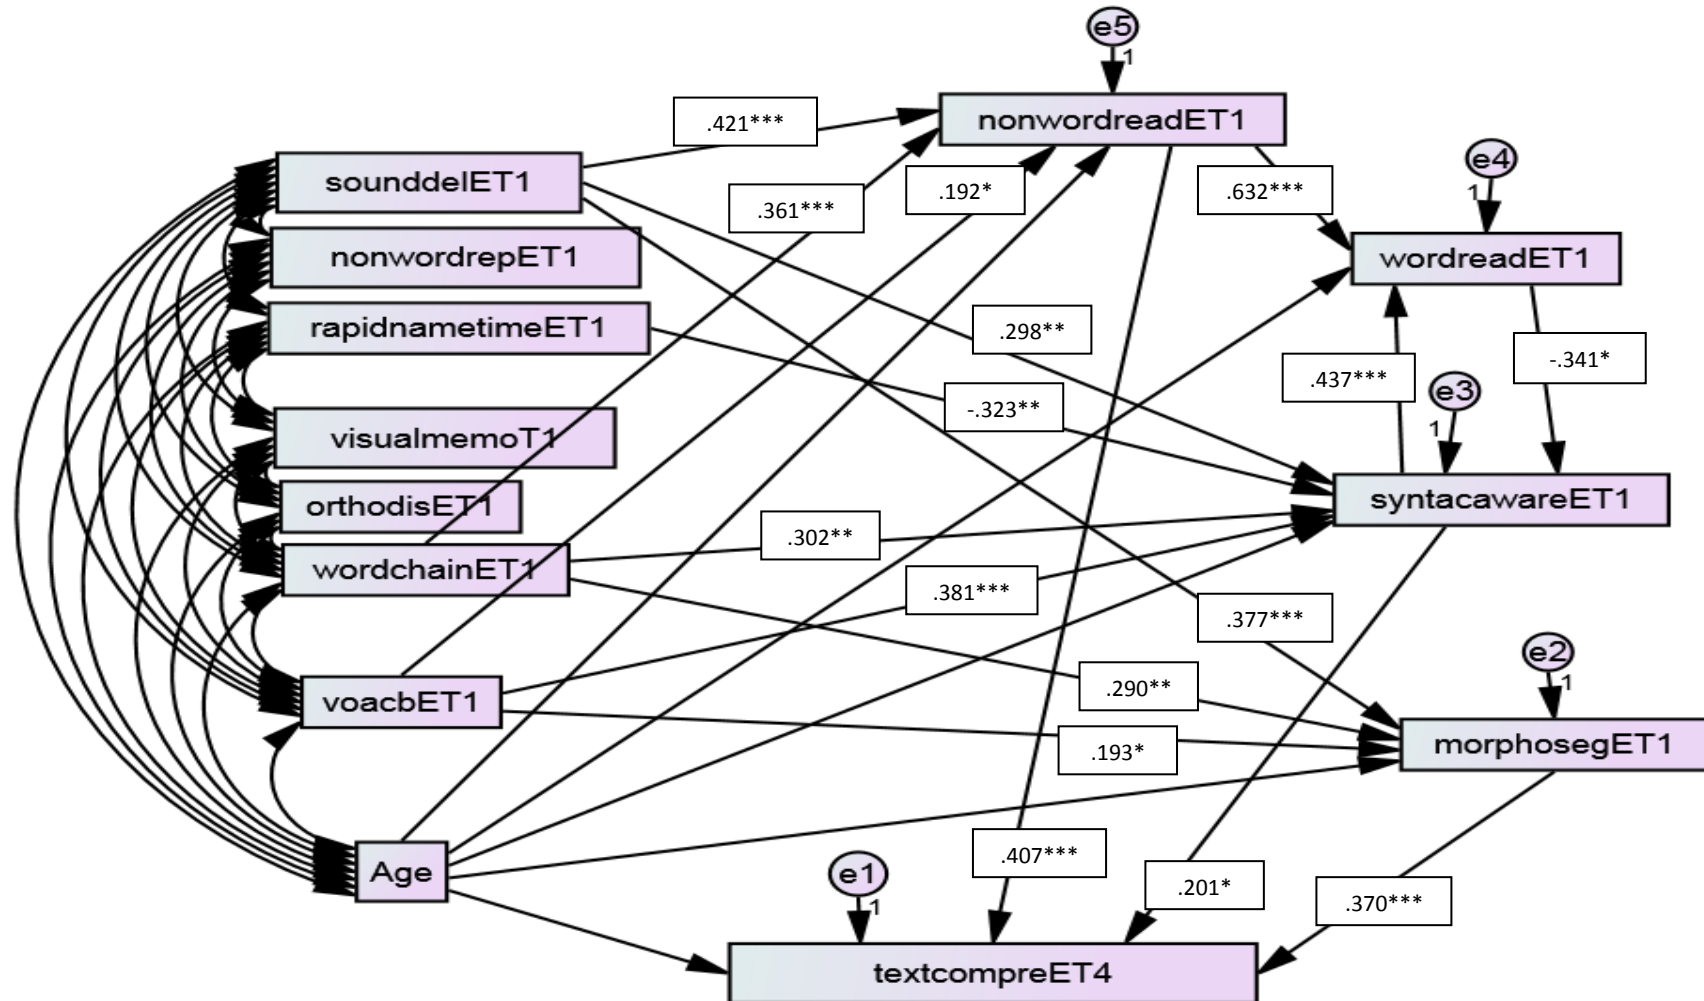 e5
1
nonwordreadET1
.421***
e4
1
sounddelET1
.361***
.192*
.632***
nonwordrepET1
wordreadET1
rapidnametimeET1
.298**
-.341*
.437***
e3
1
-.323**
visualmemoT1
orthodisET1
syntacawareET1
.302**
wordchainET1
.381***
.377***
e2
1
.290**
voacbET1
.193*
morphosegET1
Age
e1
1
.407***
.201*
.370***
textcompreET4